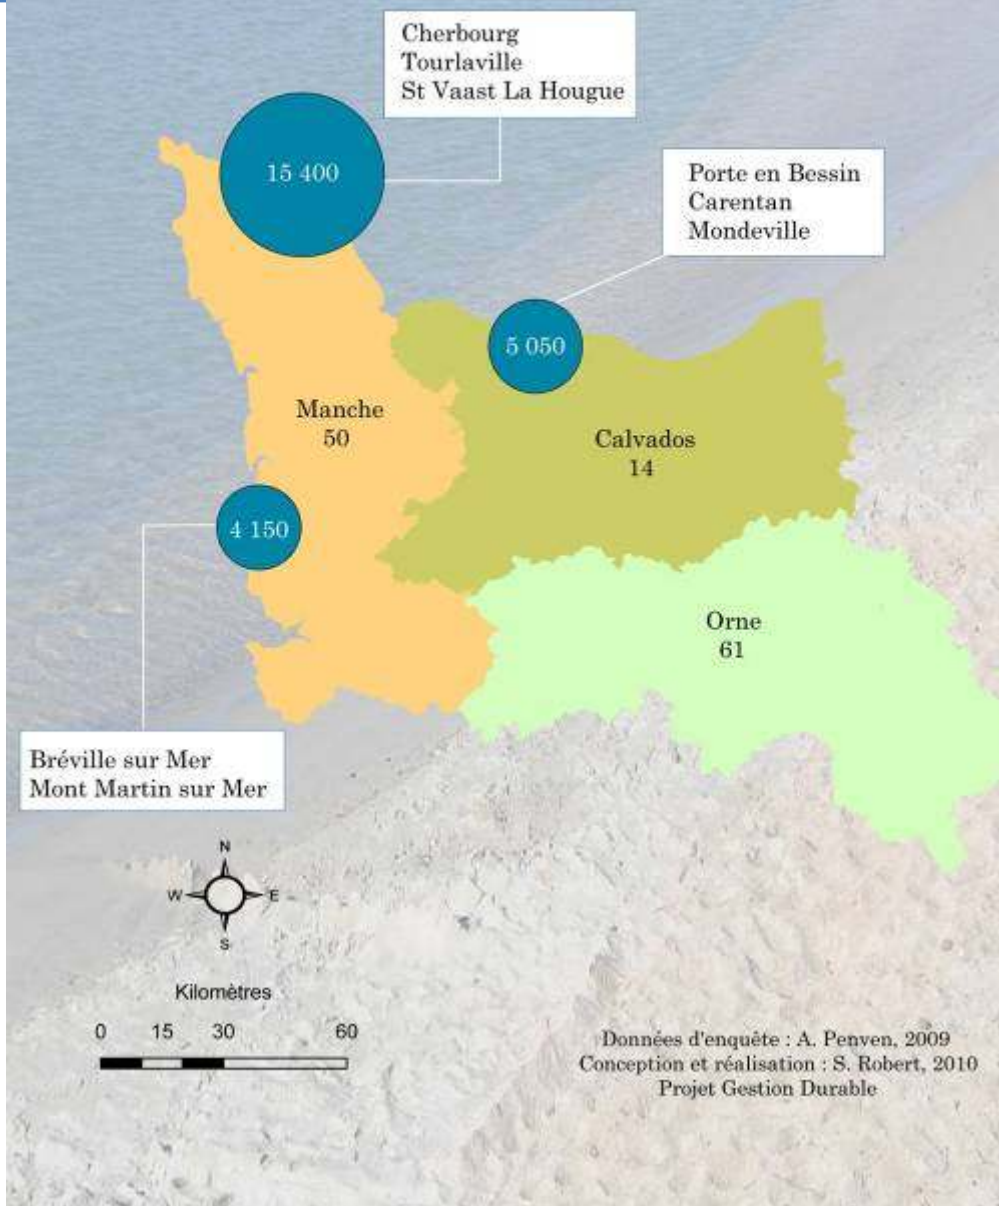 Cherbourg
Tourlaville
St Vaast La Hougue
15 400
Porte en Bessin
Carentan
Mondeville
5 050
Manche
50
Calvados
14
4 150
Orne
61
Bréville sur Mer
Mont Martin sur Mer
N
W
E
S
Kilomètres
0 15 30 60
Données d'enquête : A. Penven, 2009
Conception et réalisation : S. Robert, 2010
Projet Gestion Durable